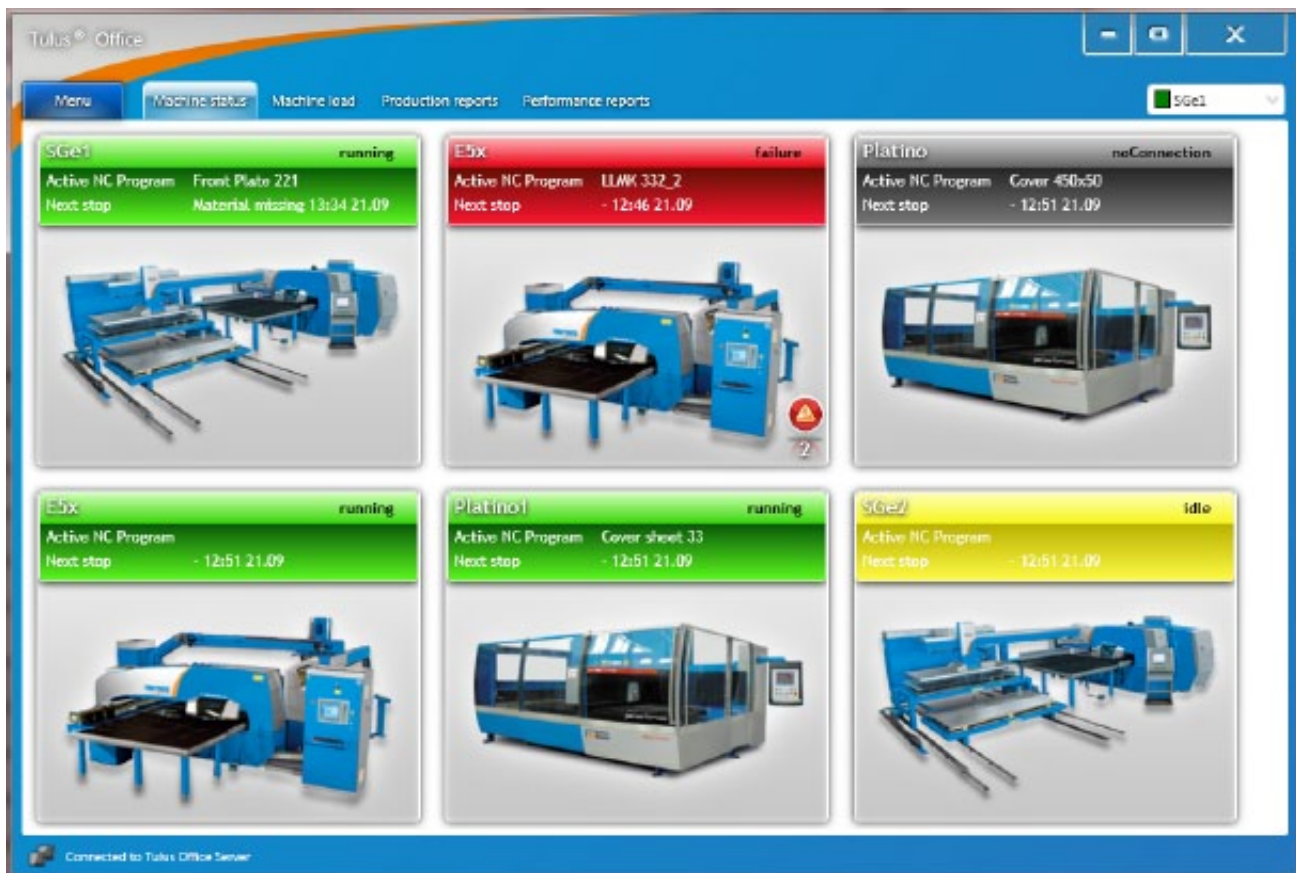 Tulus® Office
Menu Machine status Machine load Production reports Performance reports SGe1
SGe1 running
Active NC Program Front Plate 221
Next stop Material missing 13:34 21.09
E5x failure
Active NC Program LLMK 332_2
Next stop - 12:46 21.09
2
Platino noConnection
Active NC Program Cover 450x50
Next stop - 12:51 21.09
E5x running
Active NC Program
Next stop - 12:51 21.09
Platino1 running
Active NC Program Cover sheet 33
Next stop - 12:51 21.09
SGe2 idle
Active NC Program
Next stop - 12:51 21.09
Connected to Tulus Office Server